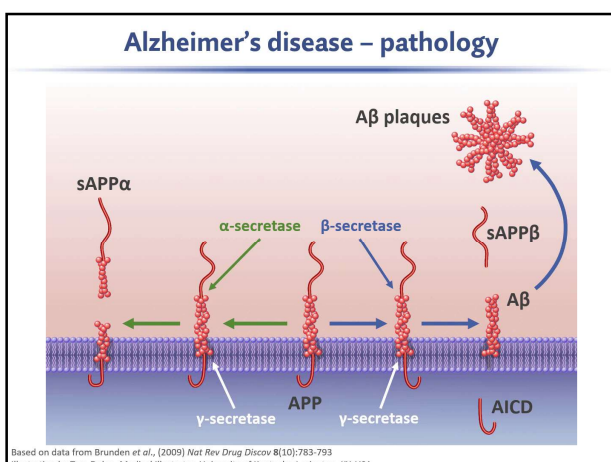 Alzheimer's disease – pathology
Aβ plaques
sAPPα
α-secretase
β-secretase
sAPPβ
Aβ
APP
γ-secretase
γ-secretase
AICD
Based on data from Brunden et al., (2009) Nat Rev Drug Discov 8(10):783-793